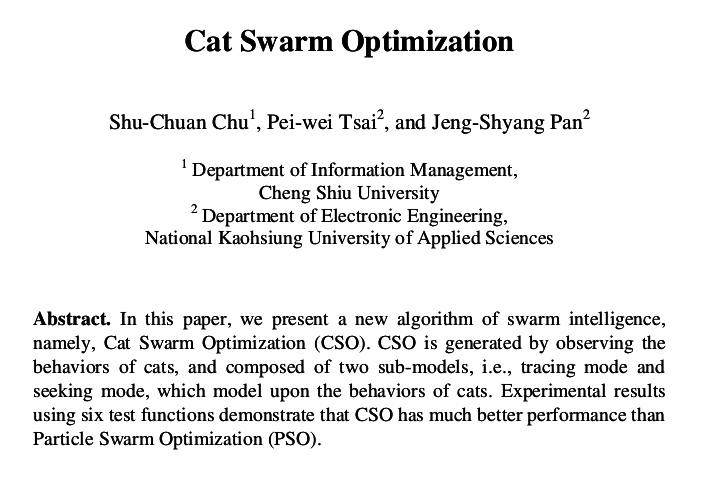 Cat Swarm Optimization
Shu-Chuan Chu1, Pei-wei Tsai2, and Jeng-Shyang Pan2
1 Department of Information Management,
Cheng Shiu University
2 Department of Electronic Engineering,
National Kaohsiung University of Applied Sciences
Abstract. In this paper, we present a new algorithm of swarm intelligence,
namely, Cat Swarm Optimization (CSO). CSO is generated by observing the
behaviors of cats, and composed of two sub-models, i.e., tracing mode and
seeking mode, which model upon the behaviors of cats. Experimental results
using six test functions demonstrate that CSO has much better performance than
Particle Swarm Optimization (PSO).